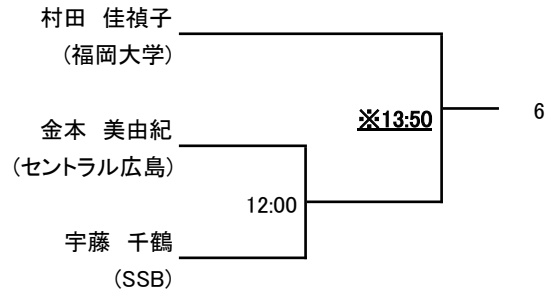 村田 佳禎子
(福岡大学)
※13:50
6
金本 美由紀
(セントラル広島)
12:00
宇藤 千鶴
(SSB)